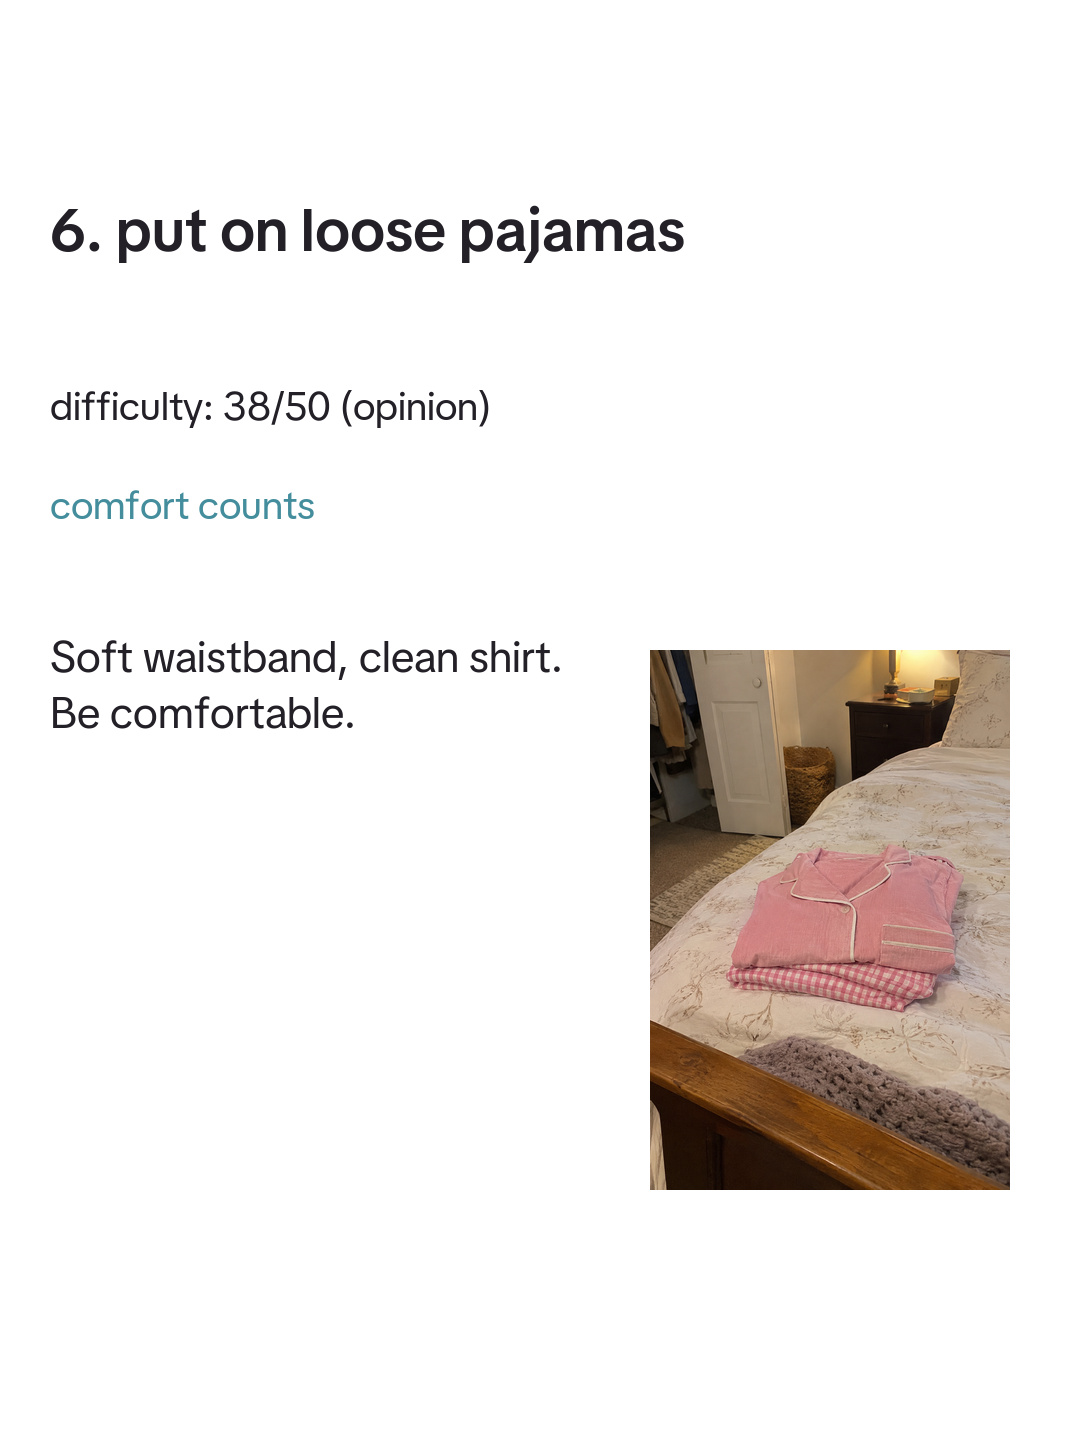 6. put on loose pajamas
difficulty: 38/50 (opinion)
comfort counts
Soft waistband, clean shirt.
Be comfortable.